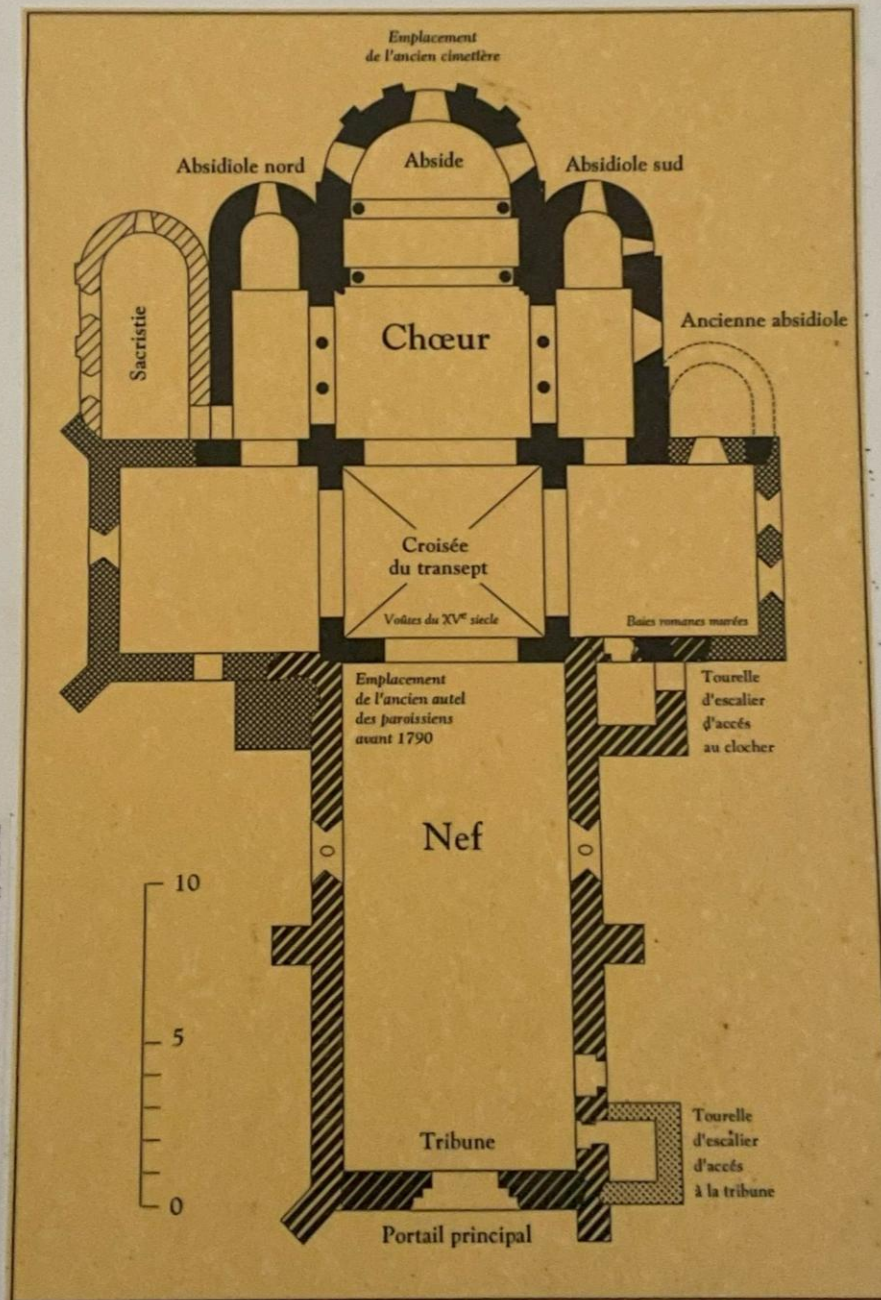 Emplacement
de l'ancien cimetière
Absidiole nord
Abside
Absidiole sud
Sacristie
Chœur
Ancienne absidiole
Croisée
du transept
Voûtes du XVe siecle
Baies romanes murées
Emplacement
de l'ancien autel
des paroissiens
avant 1790
Tourelle
d'escalier
d'accés
au clocher
Nef
10
5
0
Tribune
Tourelle
d'escalier
d'accés
à la tribune
Portail principal